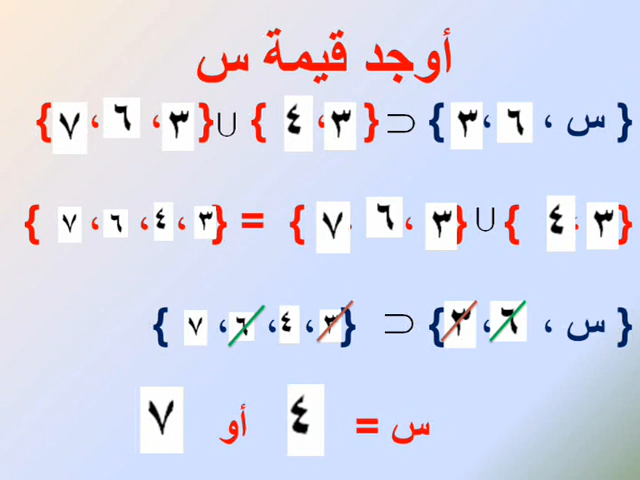 أوجد قيمة س
{ س ، ٦ ، ٣ } ⊃ { ٣ ، ٤ } ∪ { ٣ ، ٦ ، ٧ }
{ ٣ ، ٤ } ∪ { ٣ ، ٦ ، ٧ } = { ٣ ، ٤ ، ٦ ، ٧ }
{ س ، ٦ ، ٣ } ⊃ { ٣ ، ٤ ، ٦ ، ٧ }
س = ٤ أو ٧